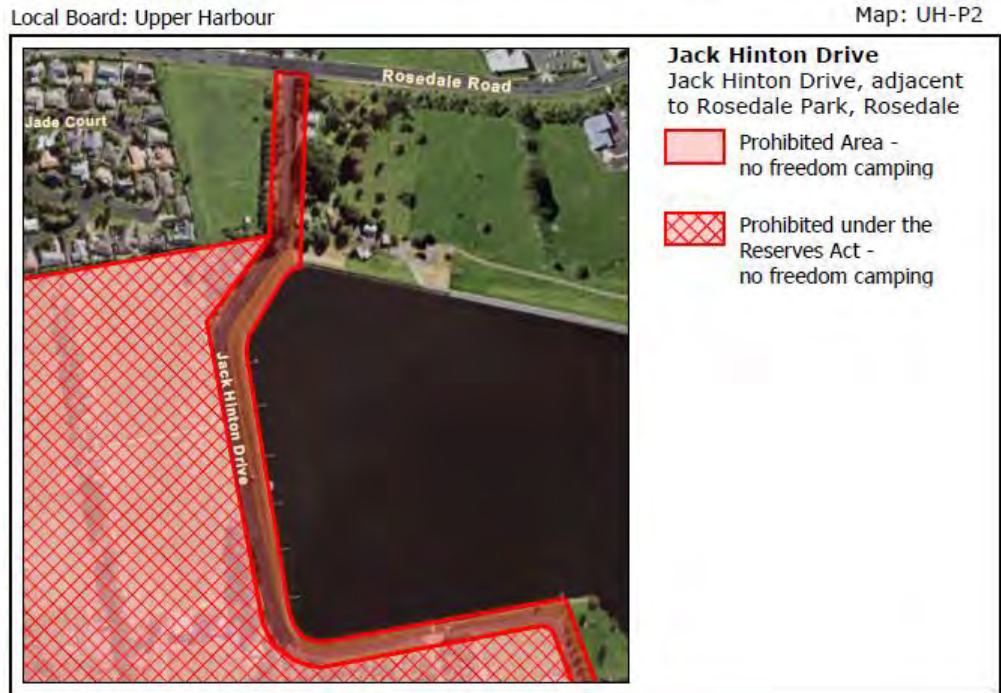 Local Board: Upper Harbour
Map: UH-P2
Rosedale Road
Jade Court
Jack Hinton Drive
Jack Hinton Drive
Jack Hinton Drive, adjacent
to Rosedale Park, Rosedale
Prohibited Area -
no freedom camping
Prohibited under the
Reserves Act -
no freedom camping